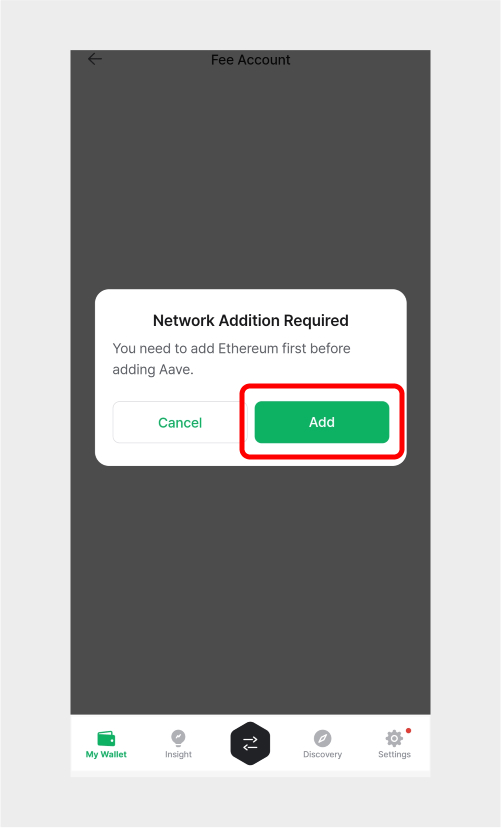 Fee Account
Network Addition Required
You need to add Ethereum first before
adding Aave.
Cancel
Add
My Wallet
Insight
Discovery
Settings